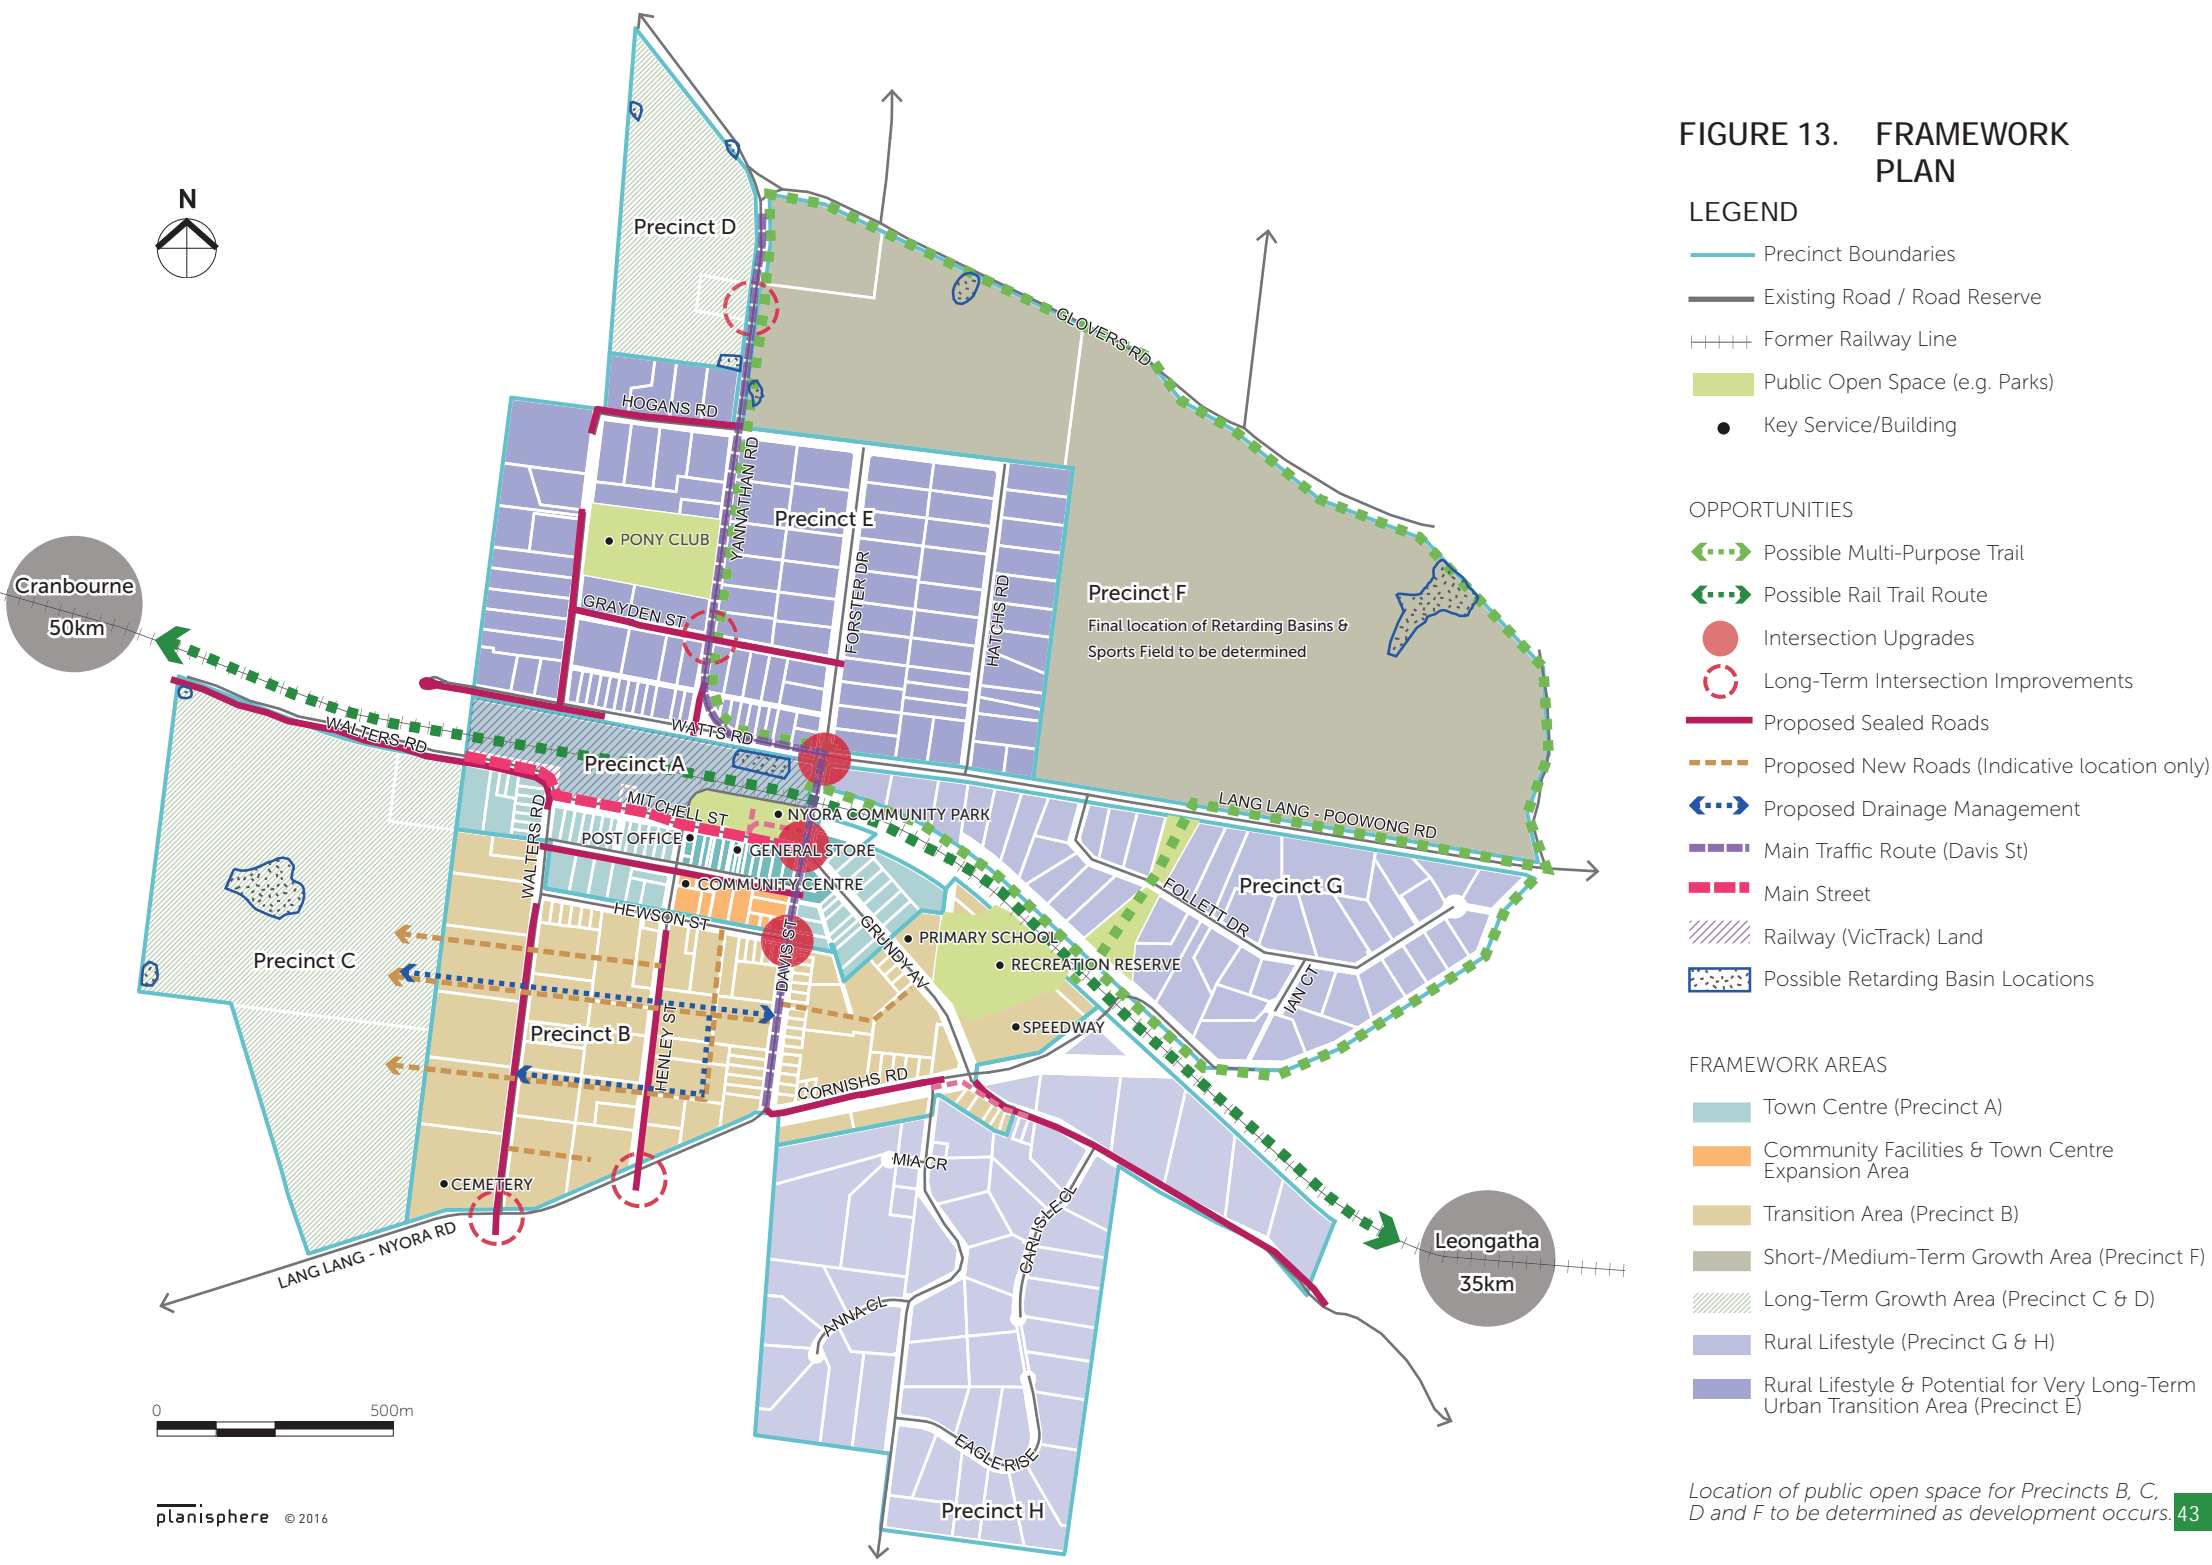 FIGURE 13. FRAMEWORK
PLAN
LEGEND
Precinct Boundaries
Existing Road / Road Reserve
Former Railway Line
Public Open Space (e.g. Parks)
Key Service/Building
OPPORTUNITIES
Possible Multi-Purpose Trail
Possible Rail Trail Route
Intersection Upgrades
Long-Term Intersection Improvements
Proposed Sealed Roads
Proposed New Roads (Indicative location only)
Proposed Drainage Management
Main Traffic Route (Davis St)
Main Street
Railway (VicTrack) Land
Possible Retarding Basin Locations
FRAMEWORK AREAS
Town Centre (Precinct A)
Community Facilities & Town Centre
Expansion Area
Transition Area (Precinct B)
Short-/Medium-Term Growth Area (Precinct F)
Long-Term Growth Area (Precinct C & D)
Rural Lifestyle (Precinct G & H)
Rural Lifestyle & Potential for Very Long-Term
Urban Transition Area (Precinct E)
Location of public open space for Precincts B, C,
D and F to be determined as development occurs.
43
N
Precinct D
GLOVERS RD
HOGANS RD
YANNATHAN RD
Precinct E
PONY CLUB
GRAYDEN ST
FORSTER DR
HATCHS RD
Precinct F
Final location of Retarding Basins &
Sports Field to be determined
Cranbourne
50km
WALTERS RD
WATTS RD
Precinct A
MITCHELL ST
NYORA COMMUNITY PARK
LANG LANG - POOWONG RD
WALTERS RD
POST OFFICE
GENERAL STORE
COMMUNITY CENTRE
HEWSON ST
DAVIS ST
GRUNDY AV
PRIMARY SCHOOL
RECREATION RESERVE
SPEEDWAY
FOLLETT DR
Precinct G
IAN CT
Precinct C
Precinct B
HENLEY ST
CORNISHS RD
CEMETERY
LANG LANG - NYORA RD
MIA CR
CARLISLE CL
ANNA CL
EAGLE RISE
Precinct H
Leongatha
35km
0 500m
planisphere © 2016